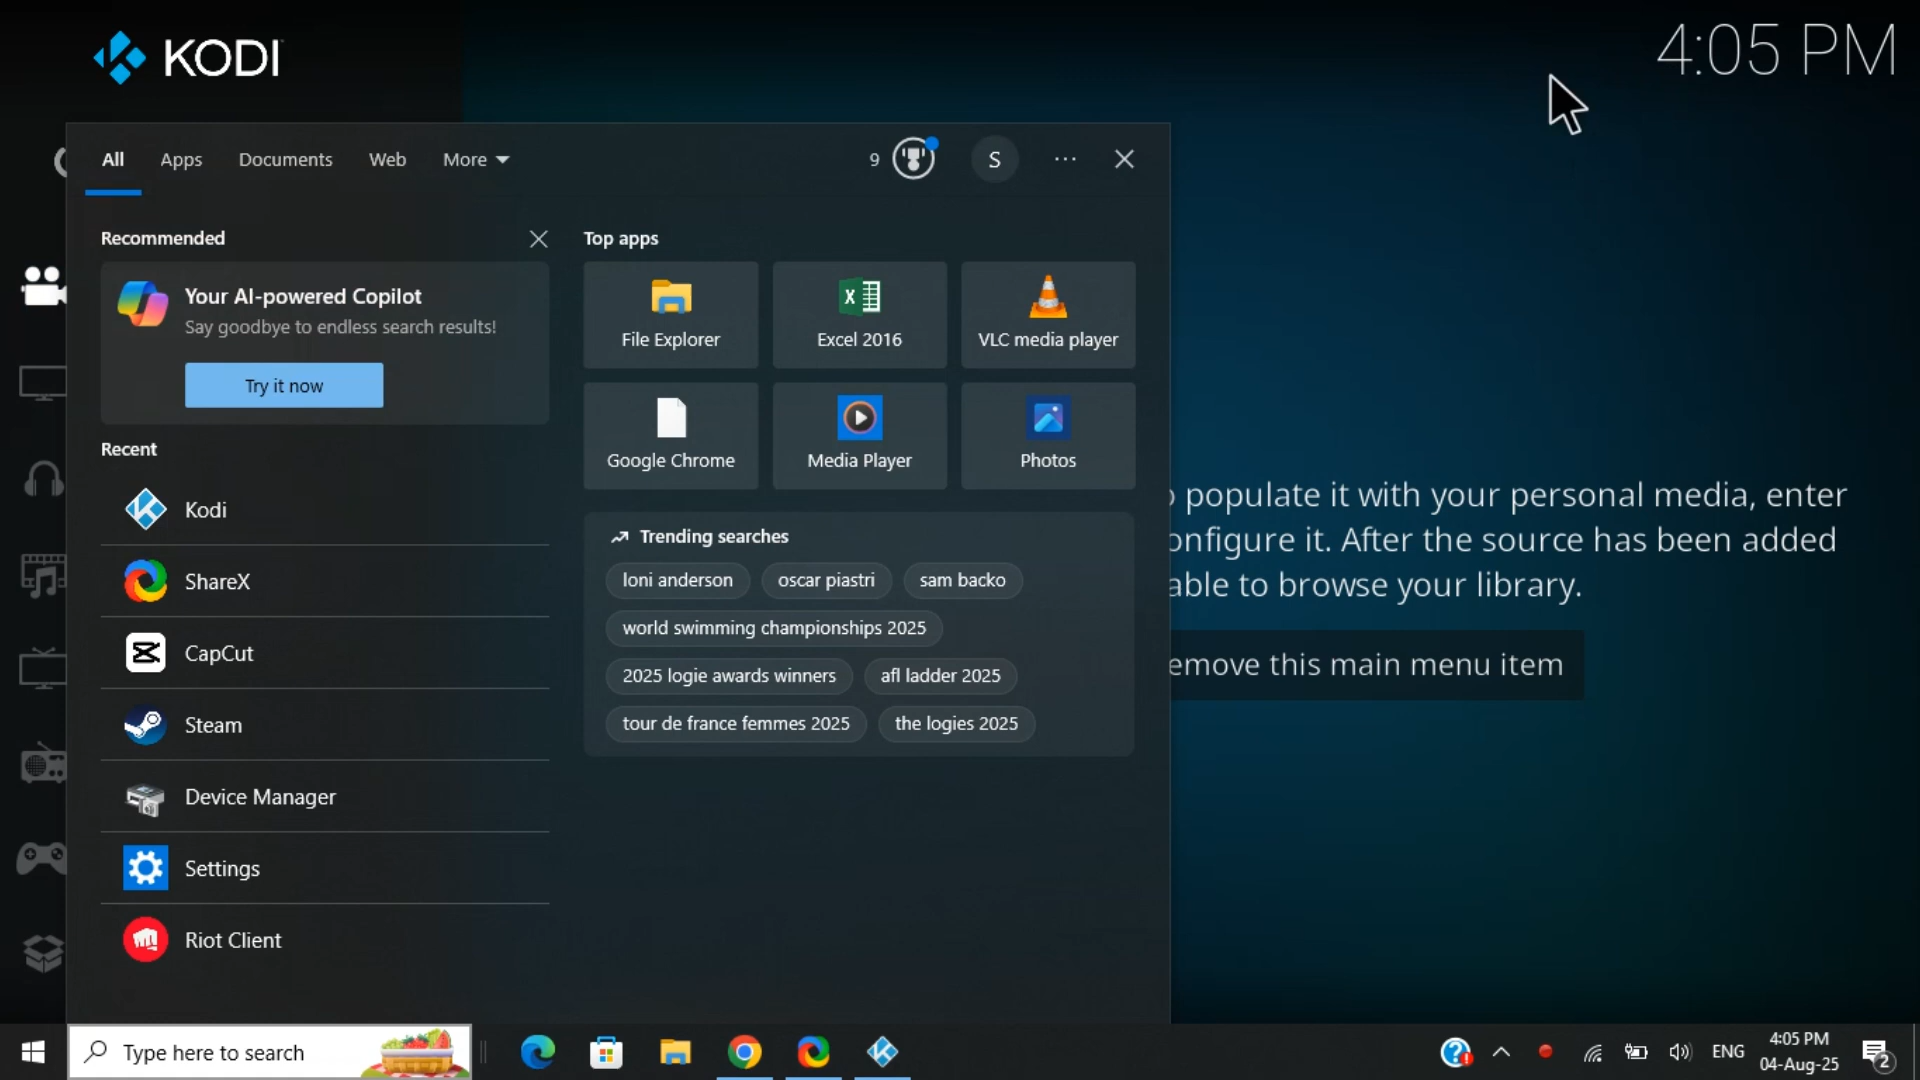 KODI
4:05 PM
All
Apps
Documents
Web
More
9
S
Recommended
Your AI-powered Copilot
Say goodbye to endless search results!
Try it now
Recent
Kodi
ShareX
CapCut
Steam
Device Manager
Settings
Riot Client
Top apps
File Explorer
Excel 2016
VLC media player
Google Chrome
Media Player
Photos
Trending searches
loni anderson
oscar piastri
sam backo
world swimming championships 2025
2025 logie awards winners
afl ladder 2025
tour de france femmes 2025
the logies 2025
populate it with your personal media, enter
onfigure it. After the source has been added
able to browse your library.
emove this main menu item
Type here to search
ENG
4:05 PM
04-Aug-25
2